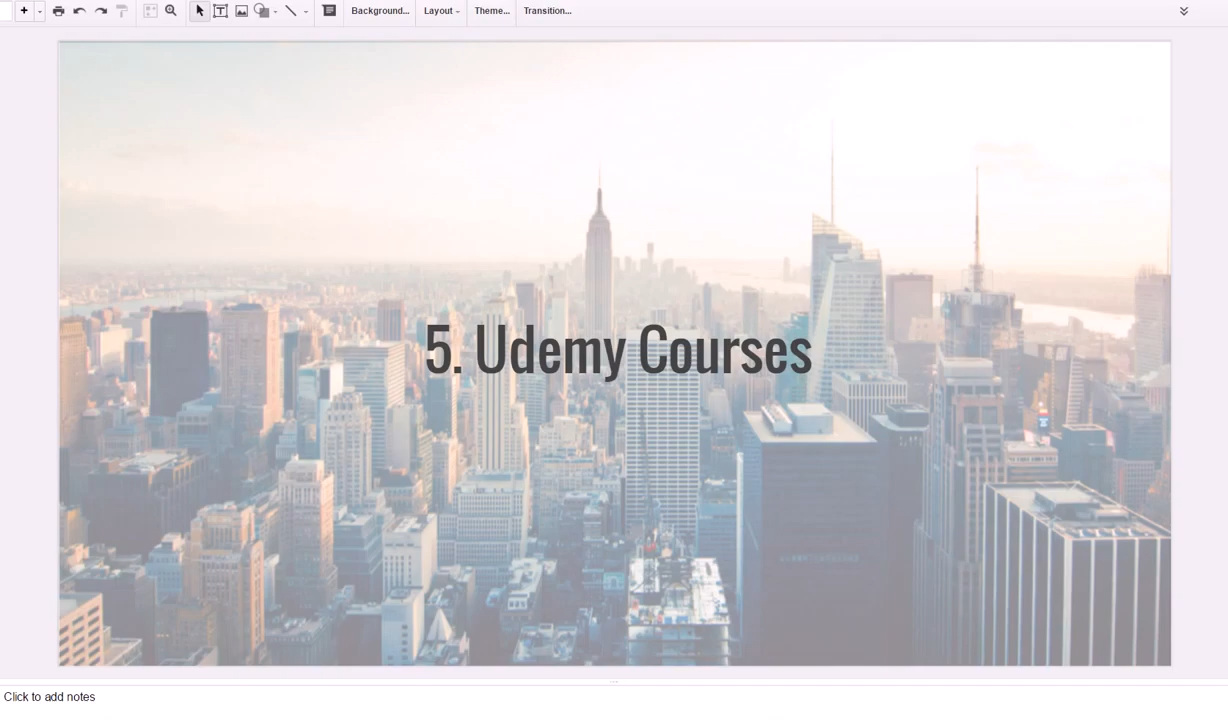 Background... Layout Theme... Transition...
5. Udemy Courses
Click to add notes